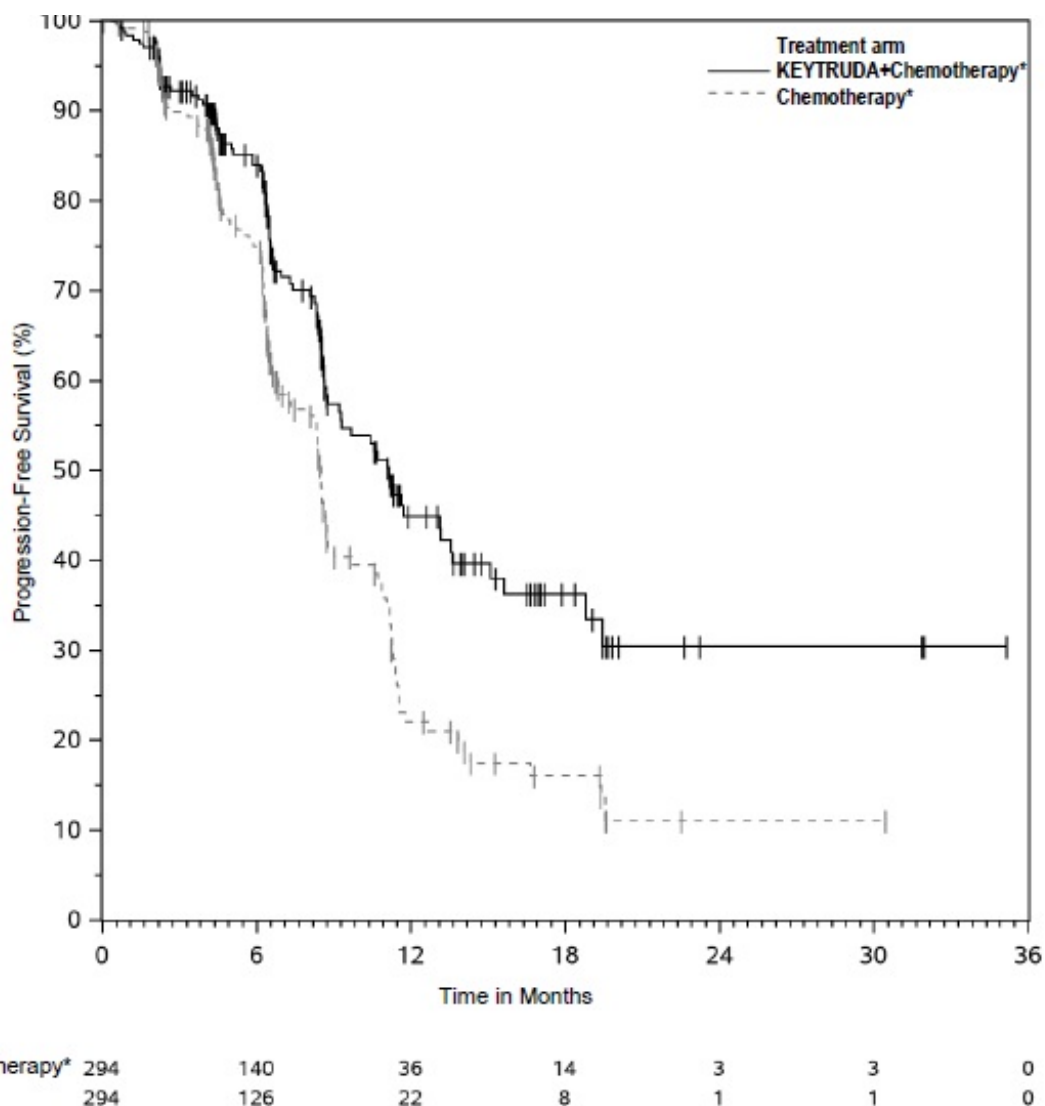 100
90
80
70
60
50
40
30
20
10
0
Progression-Free Survival (%)
Treatment arm
KEYTRUDA+Chemotherapy*
Chemotherapy*
0 6 12 18 24 30 36
Time in Months
herapy* 294 140 36 14 3 3 0
294 126 22 8 1 1 0